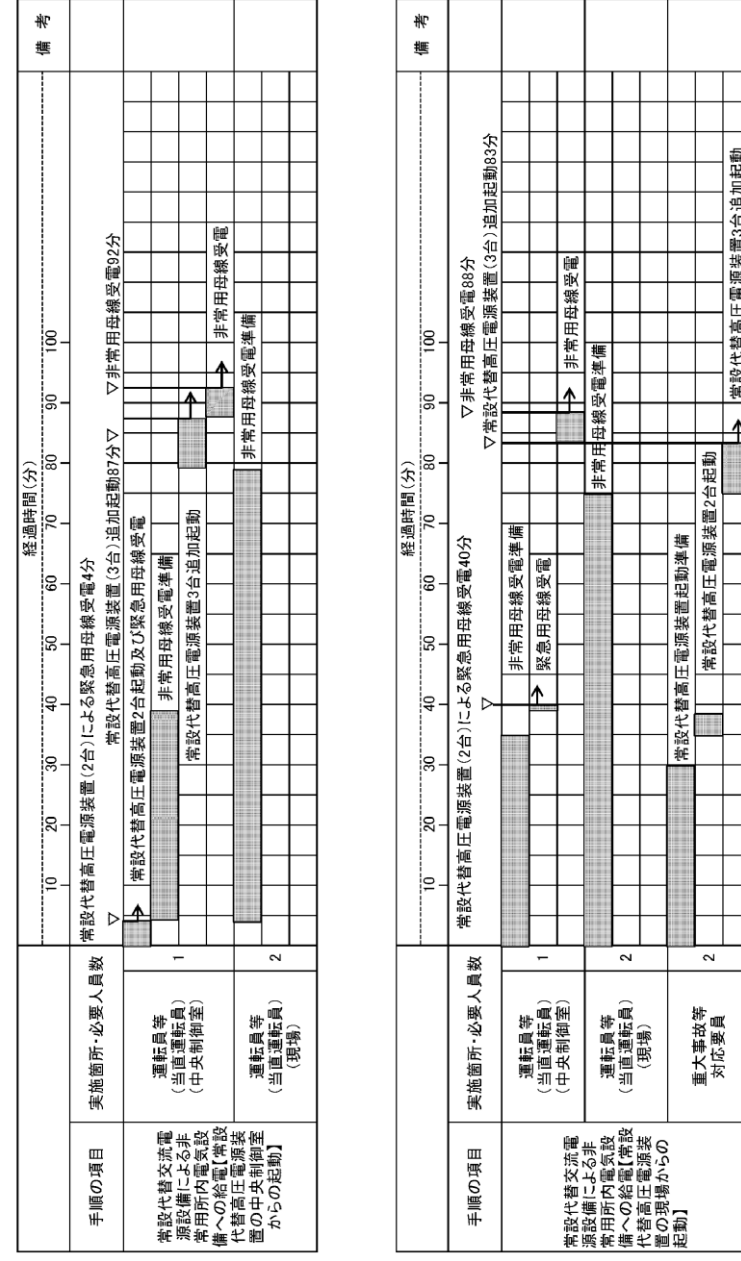 手順の項目
実施箇所・必要人員数
経過時間(分)
備 考
10
20
30
40
50
60
70
80
90
100
常設代替交流電
源設備による非
常用所内電気設
備への給電【常設
代替高圧電源装
置の中央制御室
からの起動】
運転員等
(当直運転員)
(中央制御室)
1
運転員等
(当直運転員)
(現場)
2
常設代替高圧電源装置(2台)による緊急用母線受電4分
▽
常設代替高圧電源装置(3台)追加起動87分▽
▽非常用母線受電92分
常設代替高圧電源装置2台起動及び緊急用母線受電
非常用母線受電準備
常設代替高圧電源装置3台追加起動
非常用母線受電
非常用母線受電準備
手順の項目
実施箇所・必要人員数
経過時間(分)
備 考
10
20
30
40
50
60
70
80
90
100
常設代替交流電
源設備による非
常用所内電気設
備への給電【常設
代替高圧電源装
置の現場からの
起動】
運転員等
(当直運転員)
(中央制御室)
1
運転員等
(当直運転員)
(現場)
2
重大事故等
対応要員
2
常設代替高圧電源装置(2台)による緊急用母線受電40分
▽
▽非常用母線受電88分
▽常設代替高圧電源装置(3台)追加起動83分
非常用母線受電準備
緊急用母線受電
非常用母線受電
非常用母線受電準備
常設代替高圧電源装置起動準備
常設代替高圧電源装置2台起動
常設代替高圧電源装置3台追加起動